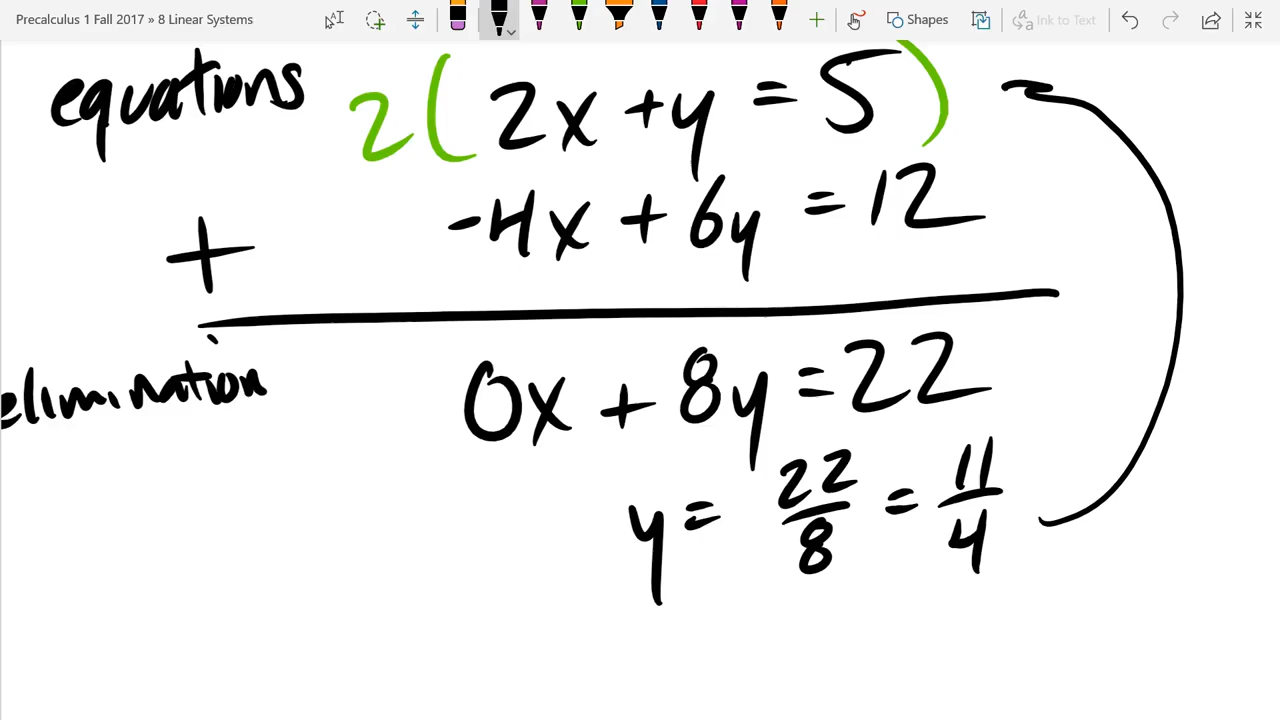 Precalculus 1 Fall 2017 » 8 Linear Systems
Shapes
Ink to Text
equations
2(2x + y = 5)
-4x + 6y = 12
+
elimination
0x + 8y = 22
y = 22/8 = 11/4